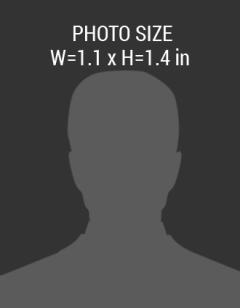 PHOTO SIZE
W=1.1 x H=1.4 in